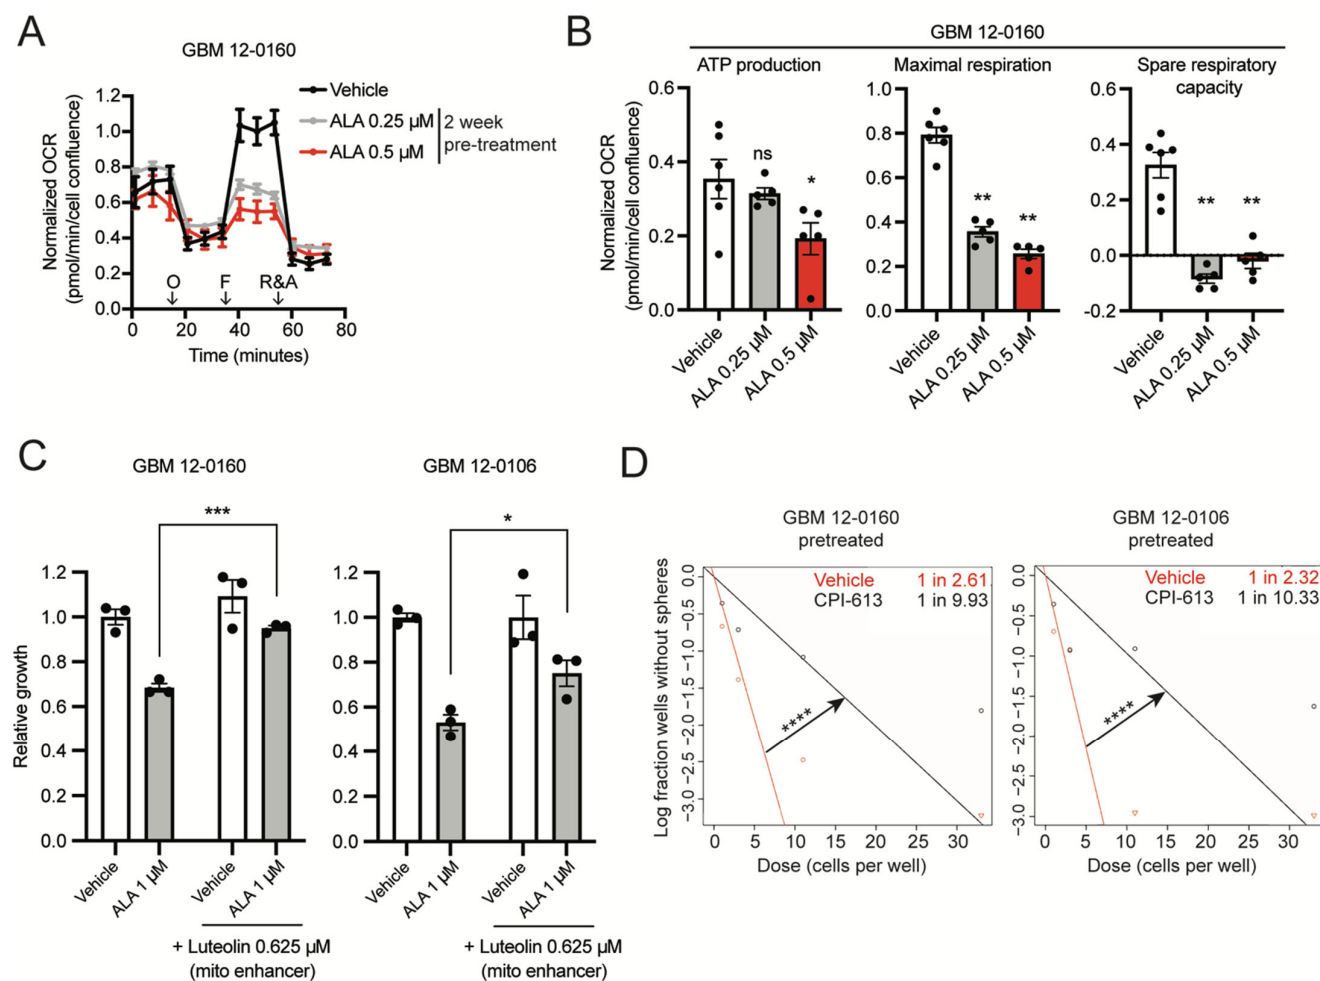 A
GBM 12-0160
Vehicle
ALA 0.25 µM
ALA 0.5 µM
2 week
pre-treatment
Normalized OCR
(pmol/min/cell confluence)
1.2
1.0
0.8
0.6
0.4
0.2
0.0
O
F
R&A
0
20
40
60
80
Time (minutes)
B
GBM 12-0160
ATP production
Normalized OCR
(pmol/min/cell confluence)
0.6
0.4
0.2
0.0
ns
*
Vehicle
ALA 0.25 µM
ALA 0.5 µM
Maximal respiration
1.0
0.8
0.6
0.4
0.2
0.0
**
**
Vehicle
ALA 0.25 µM
ALA 0.5 µM
Spare respiratory
capacity
0.6
0.4
0.2
0.0
-0.2
**
**
Vehicle
ALA 0.25 µM
ALA 0.5 µM
C
GBM 12-0160
***
Relative growth
1.2
1.0
0.8
0.6
0.4
0.2
0.0
Vehicle
ALA 1 µM
Vehicle
ALA 1 µM
+ Luteolin 0.625 µM
(mito enhancer)
GBM 12-0106
*
1.2
1.0
0.8
0.6
0.4
0.2
0.0
Vehicle
ALA 1 µM
Vehicle
ALA 1 µM
+ Luteolin 0.625 µM
(mito enhancer)
D
GBM 12-0160
pretreated
Vehicle 1 in 2.61
CPI-613 1 in 9.93
Log fraction wells without spheres
0.0
−0.5
−1.0
−1.5
−2.0
−2.5
−3.0
****
0
5
10
15
20
25
30
Dose (cells per well)
GBM 12-0106
pretreated
Vehicle 1 in 2.32
CPI-613 1 in 10.33
0.0
−0.5
−1.0
−1.5
−2.0
−2.5
−3.0
****
0
5
10
15
20
25
30
Dose (cells per well)